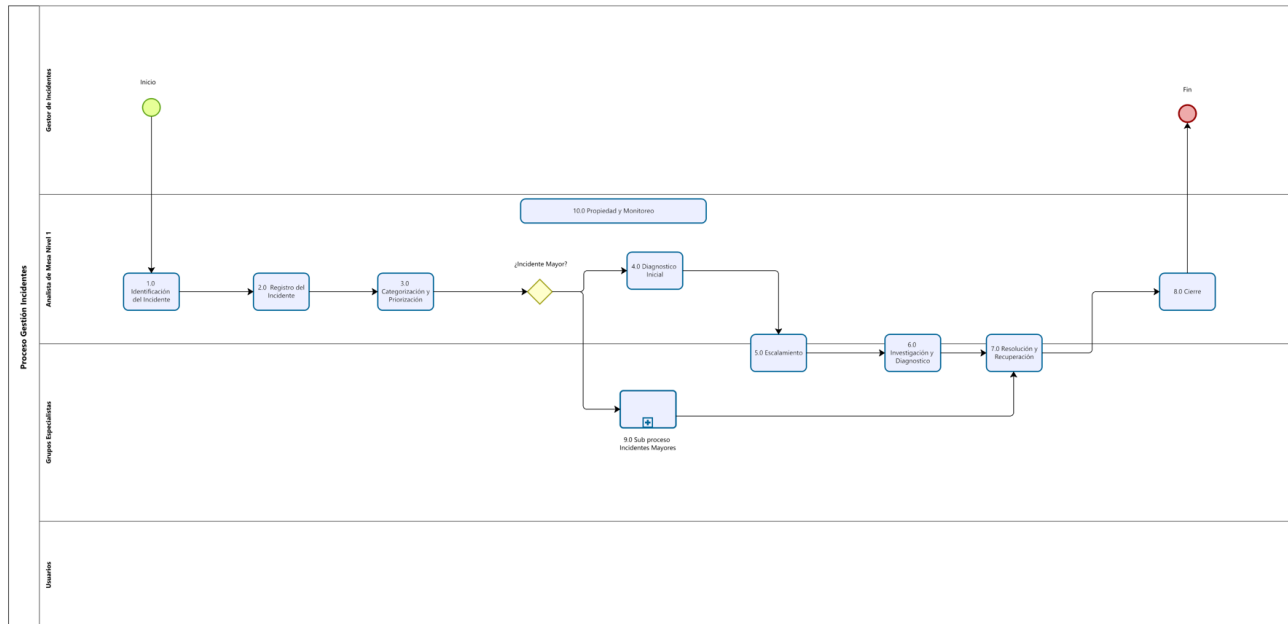 Proceso Gestión Incidentes
Gestor de Incidentes
Inicio
Fin
Analista de Mesa Nivel 1
10.0 Propiedad y Monitoreo
1.0
Identificación
del Incidente
2.0 Registro del
Incidente
3.0
Categorización y
Priorización
¿Incidente Mayor?
4.0 Diagnostico
Inicial
8.0 Cierre
5.0 Escalamiento
6.0
Investigación y
Diagnostico
7.0 Resolución y
Recuperación
Grupos Especialistas
9.0 Sub proceso
Incidentes Mayores
Usuarios